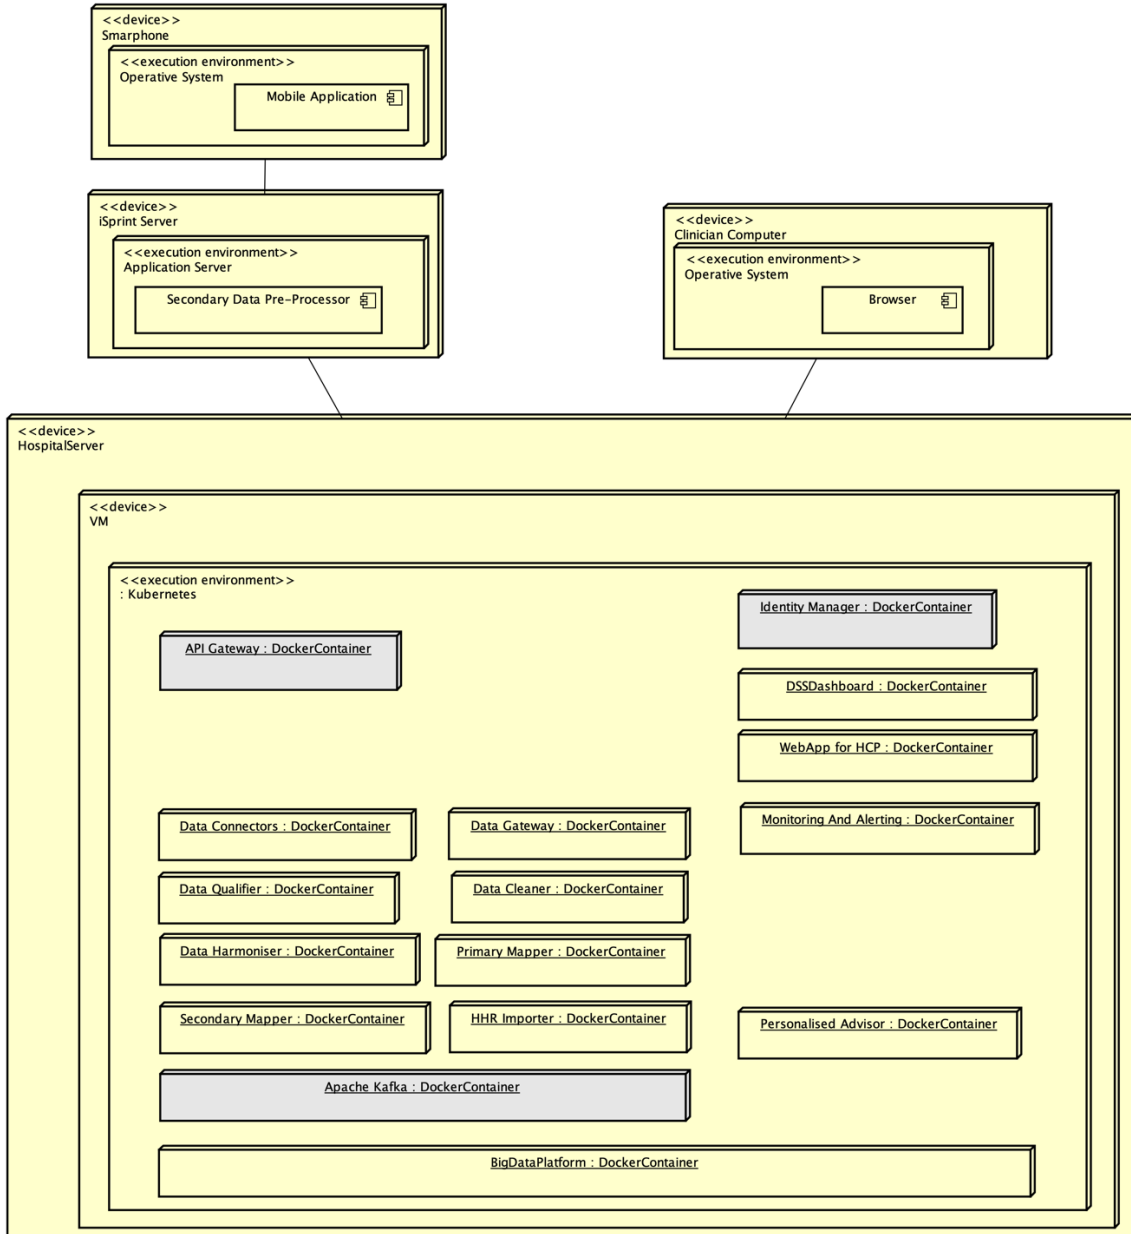 <<device>>
Smarphone
<<execution environment>>
Operative System
Mobile Application
<<device>>
iSprint Server
<<execution environment>>
Application Server
Secondary Data Pre-Processor
<<device>>
Clinician Computer
<<execution environment>>
Operative System
Browser
<<device>>
HospitalServer
<<device>>
VM
<<execution environment>>
: Kubernetes
Identity Manager : DockerContainer
API Gateway : DockerContainer
DSSDashboard : DockerContainer
WebApp for HCP : DockerContainer
Data Connectors : DockerContainer
Data Gateway : DockerContainer
Monitoring And Alerting : DockerContainer
Data Qualifier : DockerContainer
Data Cleaner : DockerContainer
Data Harmoniser : DockerContainer
Primary Mapper : DockerContainer
Secondary Mapper : DockerContainer
HHR Importer : DockerContainer
Personalised Advisor : DockerContainer
Apache Kafka : DockerContainer
BigDataPlatform : DockerContainer